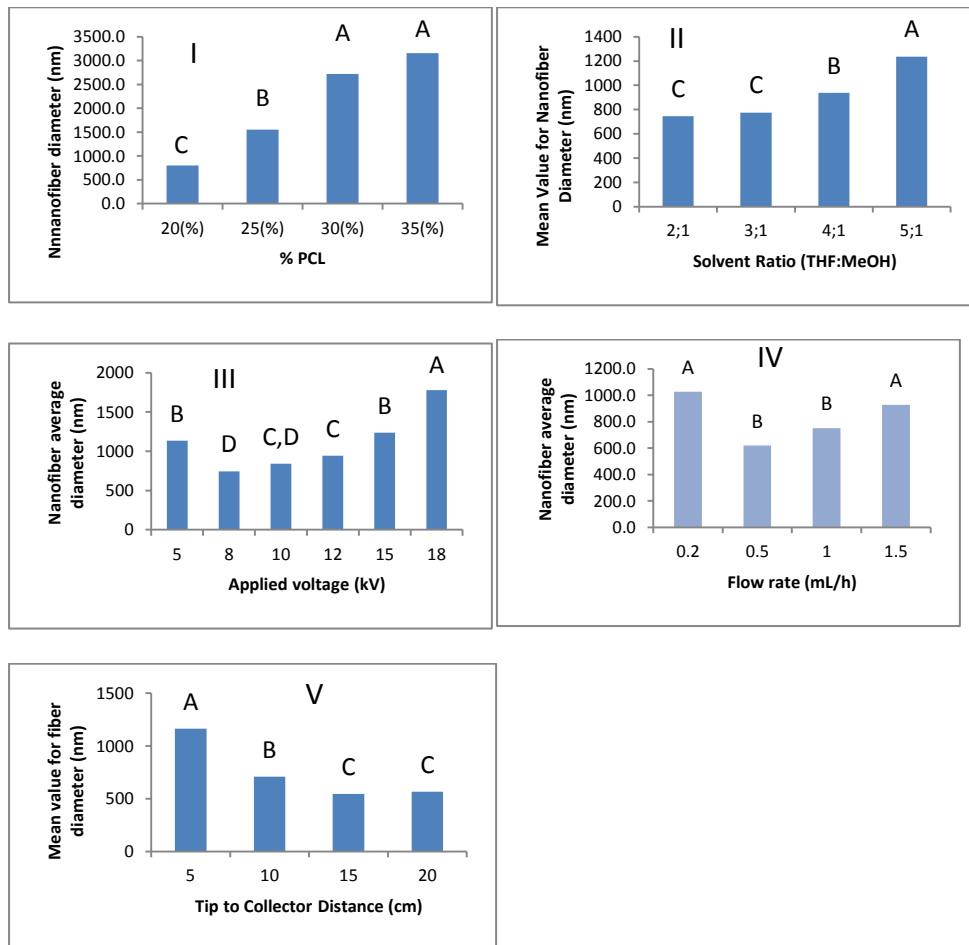 I
Nnnanofiber diameter (nm)
3500.0
3000.0
2500.0
2000.0
1500.0
1000.0
500.0
0.0
C
B
A
A
20(%) 25(%) 30(%) 35(%)
% PCL
II
Mean Value for Nanofiber
Diameter (nm)
1400
1200
1000
800
600
400
200
0
C
C
B
A
2;1 3;1 4;1 5;1
Solvent Ratio (THF:MeOH)
III
Nanofiber average
diameter (nm)
2000
1500
1000
500
0
B
D
C,D
C
B
A
5 8 10 12 15 18
Applied voltage (kV)
IV
Nanofiber average
diameter (nm)
1200.0
1000.0
800.0
600.0
400.0
200.0
0.0
A
B
B
A
0.2 0.5 1 1.5
Flow rate (mL/h)
V
Mean value for fiber
diameter (nm)
1500
1000
500
0
A
B
C
C
5 10 15 20
Tip to Collector Distance (cm)